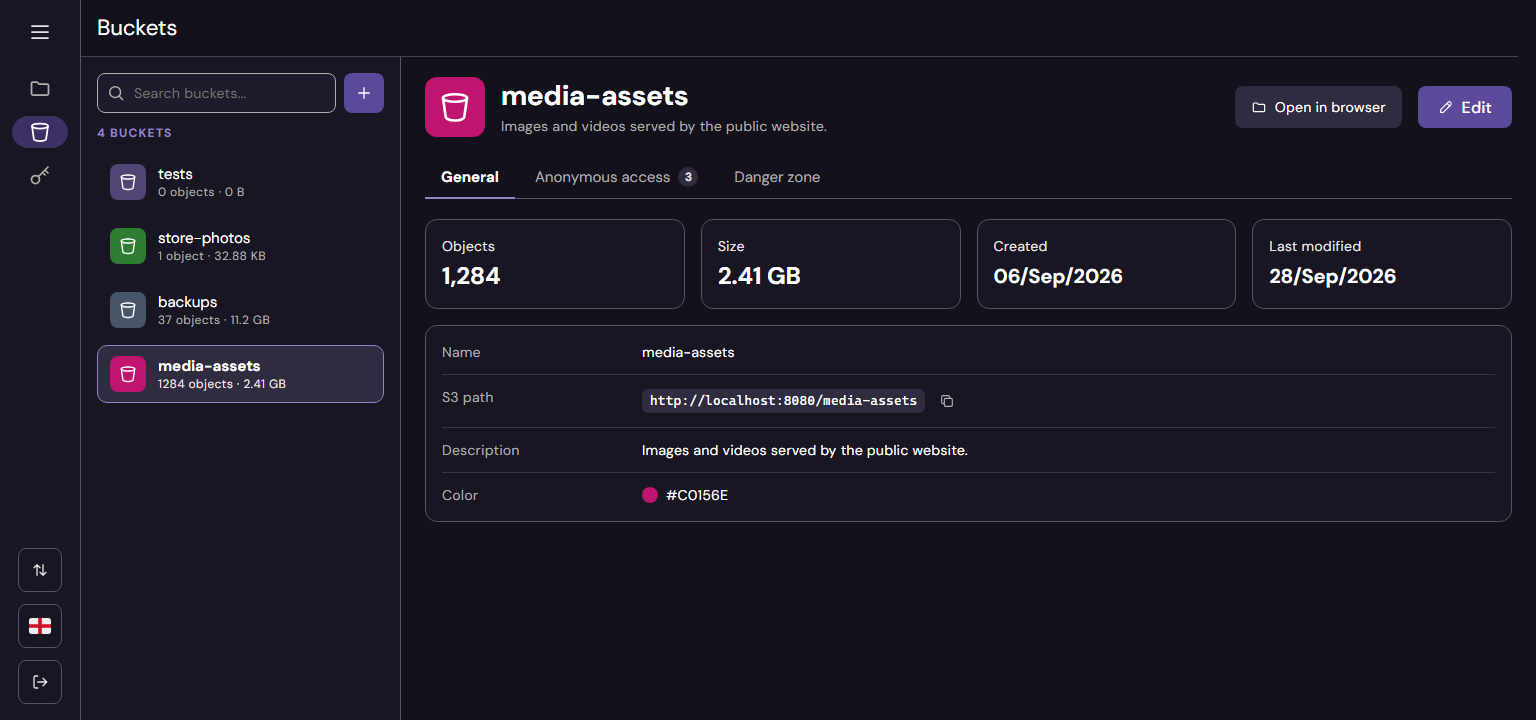 Buckets
Search buckets...
4 BUCKETS
tests
0 objects · 0 B
store-photos
1 object · 32.88 KB
backups
37 objects · 11.2 GB
media-assets
1284 objects · 2.41 GB
media-assets
Images and videos served by the public website.
Open in browser
Edit
General
Anonymous access 3
Danger zone
Objects
1,284
Size
2.41 GB
Created
06/Sep/2026
Last modified
28/Sep/2026
Name media-assets
S3 path http://localhost:8080/media-assets
Description Images and videos served by the public website.
Color #C0156E